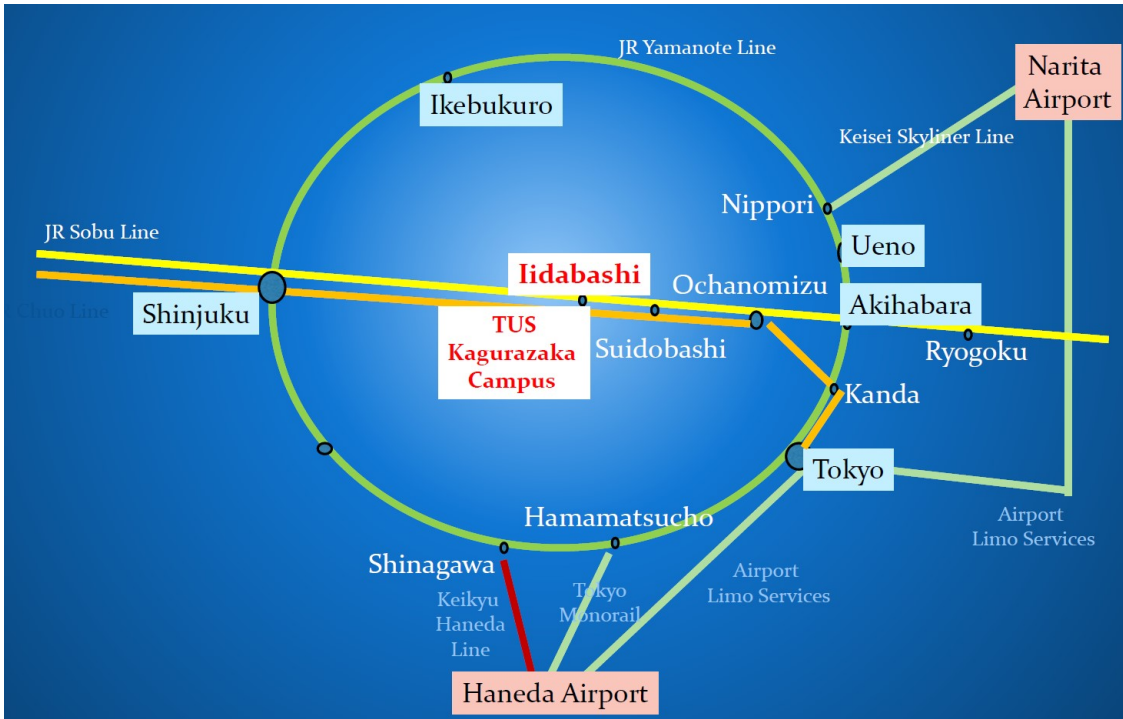 JR Yamanote Line
Narita
Airport
Ikebukuro
Keisei Skyliner Line
Nippori
JR Sobu Line
Ueno
Iidabashi
Ochanomizu
Chuo Line
Shinjuku
Akihabara
TUS
Kagurazaka
Campus
Suidobashi
Ryogoku
Kanda
Tokyo
Hamamatsucho
Airport
Limo Services
Shinagawa
Airport
Limo Services
Tokyo
Monorail
Keikyu
Haneda
Line
Haneda Airport